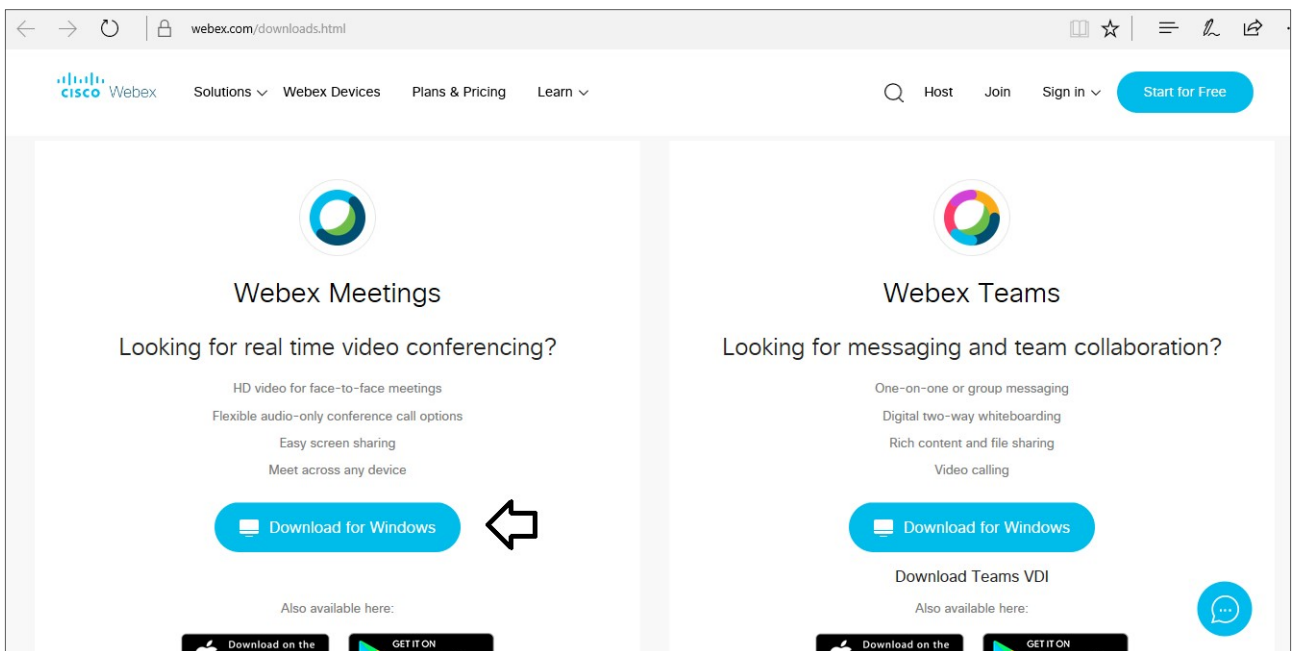 webex.com/downloads.html
cisco Webex Solutions Webex Devices Plans & Pricing Learn Host Join Sign in Start for Free
Webex Meetings
Looking for real time video conferencing?
HD video for face-to-face meetings
Flexible audio-only conference call options
Easy screen sharing
Meet across any device
Download for Windows
Also available here:
Download on the
GET IT ON
Webex Teams
Looking for messaging and team collaboration?
One-on-one or group messaging
Digital two-way whiteboarding
Rich content and file sharing
Video calling
Download for Windows
Download Teams VDI
Also available here:
Download on the
GET IT ON